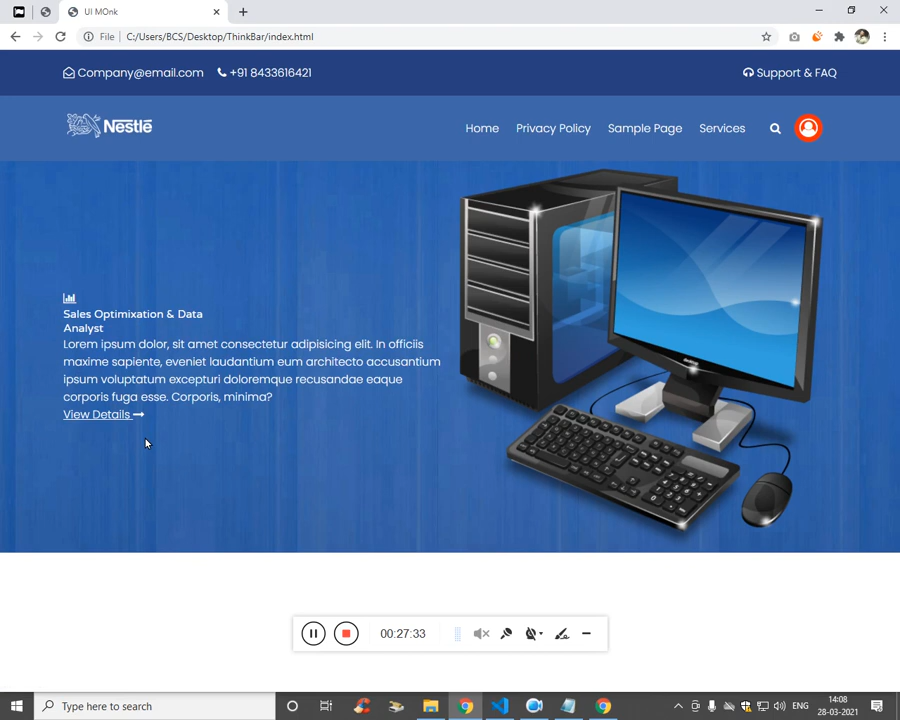 UI MOnk
File
C:/Users/BCS/Desktop/ThinkBar/index.html
Company@email.com
+91 8433616421
Support & FAQ
Nestlé
Home
Privacy Policy
Sample Page
Services
Sales Optimixation & Data
Analyst
Lorem ipsum dolor, sit amet consectetur adipisicing elit. In officiis
maxime sapiente, eveniet laudantium eum architecto accusantium
ipsum voluptatum excepturi doloremque recusandae eaque
corporis fuga esse. Corporis, minima?
View Details
00:27:33
Type here to search
ENG
14:08
28-03-2021